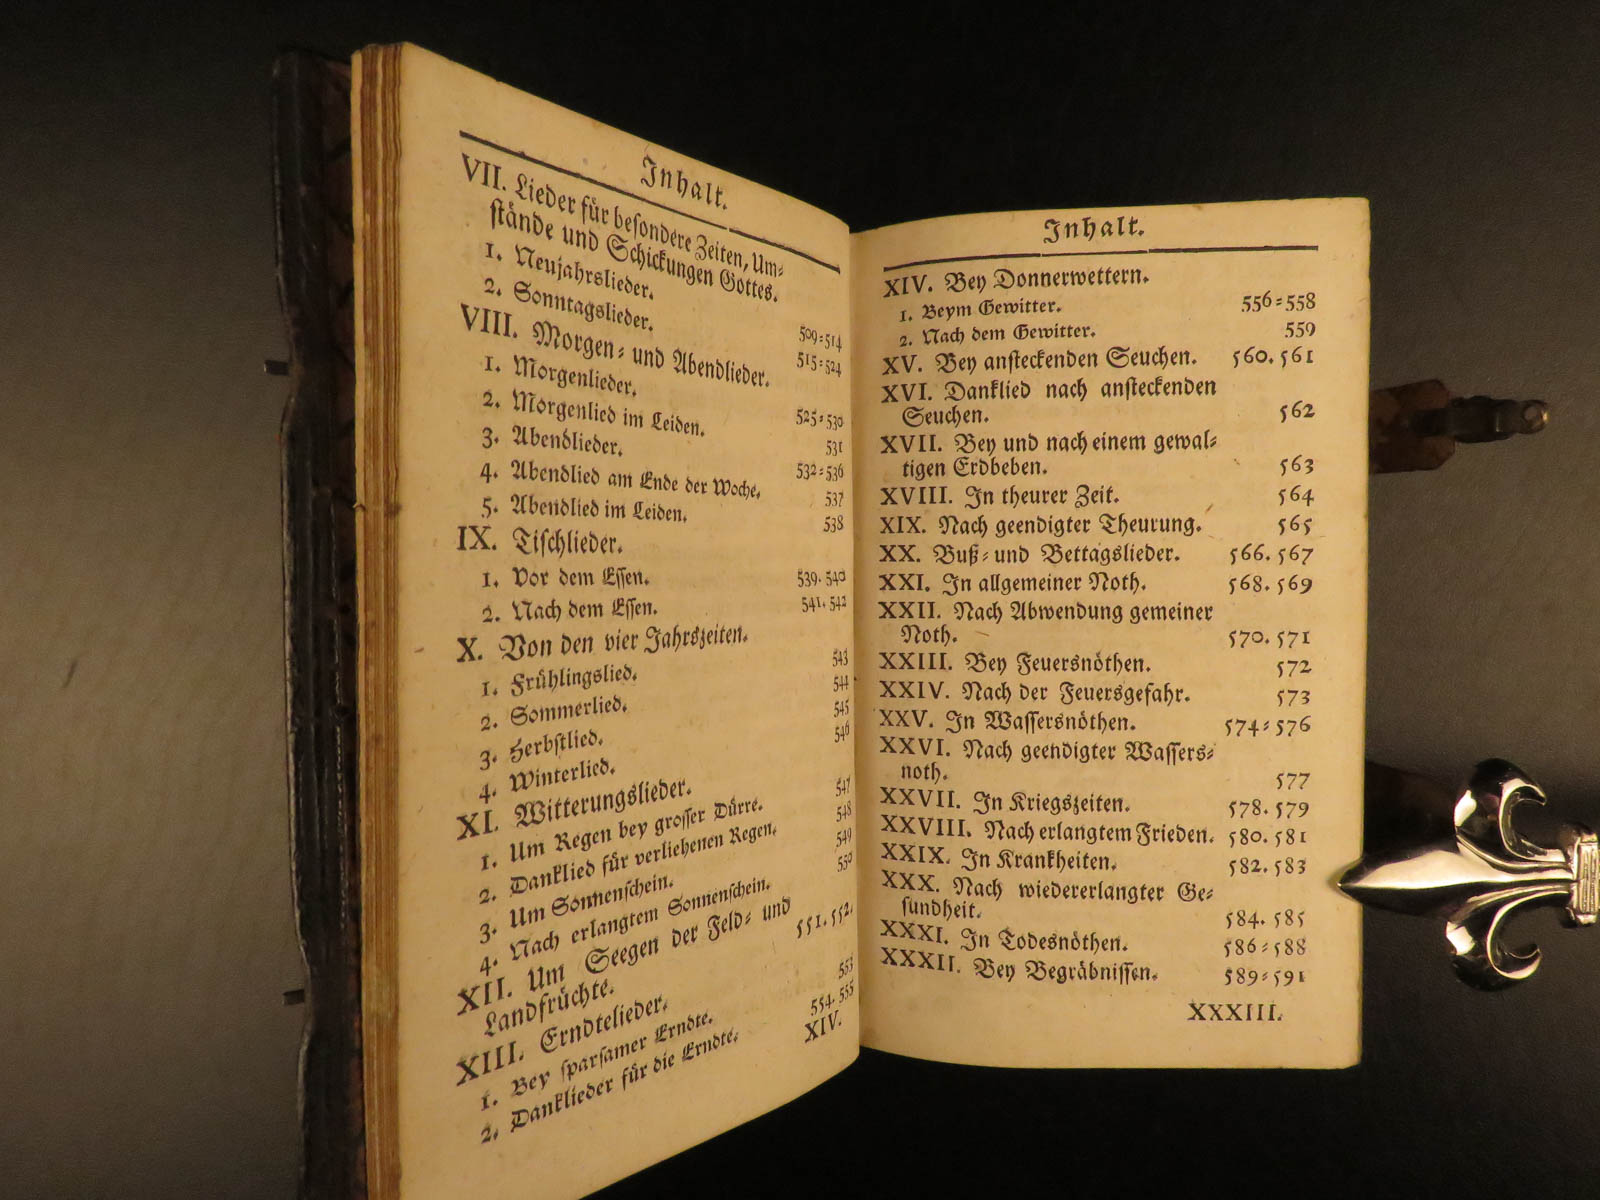 Inhalt.
VII. Lieder für besondere Zeiten, Um-
stände und Schickungen Gottes.
1. Neujahrslieder. 509-514
2. Sonntagslieder. 515-524
VIII. Morgen- und Abendlieder.
1. Morgenlieder. 525-530
2. Morgenlied im Leiden. 531
3. Abendlieder. 532-536
4. Abendlied am Ende der Woche. 537
5. Abendlied im Leiden. 538
IX. Tischlieder.
1. Vor dem Essen. 539. 540
2. Nach dem Essen. 541. 542
X. Von den vier Jahrszeiten.
1. Frühlingslied. 543
2. Sommerlied. 544
3. Herbstlied. 545
4. Winterlied. 546
XI. Witterungslieder.
1. Um Regen bey grosser Dürre. 547
2. Danklied für verliehenen Regen. 548
3. Um Sonnenschein. 549
4. Nach erlangtem Sonnenschein. 550
XII. Um Seegen der Feld- und
Landfrüchte. 551. 552.
XIII. Erndtelieder.
1. Bey sparsamer Erndte. 553
2. Danklieder für die Erndte. 554. 555
XIV.
Inhalt.
XIV. Bey Donnerwettern.
1. Beym Gewitter. 556-558
2. Nach dem Gewitter. 559
XV. Bey ansteckenden Seuchen. 560. 561
XVI. Danklied nach ansteckenden
Seuchen. 562
XVII. Bey und nach einem gewal-
tigen Erdbeben. 563
XVIII. In theurer Zeit. 564
XIX. Nach geendigter Theurung. 565
XX. Buß- und Bettagslieder. 566. 567
XXI. In allgemeiner Noth. 568. 569
XXII. Nach Abwendung gemeiner
Noth. 570. 571
XXIII. Bey Feuersnöthen. 572
XXIV. Nach der Feuersgefahr. 573
XXV. In Wassersnöthen. 574-576
XXVI. Nach geendigter Wassers-
noth. 577
XXVII. In Kriegszeiten. 578. 579
XXVIII. Nach erlangtem Frieden. 580. 581
XXIX. In Krankheiten. 582. 583
XXX. Nach wiedererlangter Ge-
sundheit. 584. 585
XXXI. In Todesnöthen. 586-588
XXXII. Bey Begräbnissen. 589-591
XXXIII.